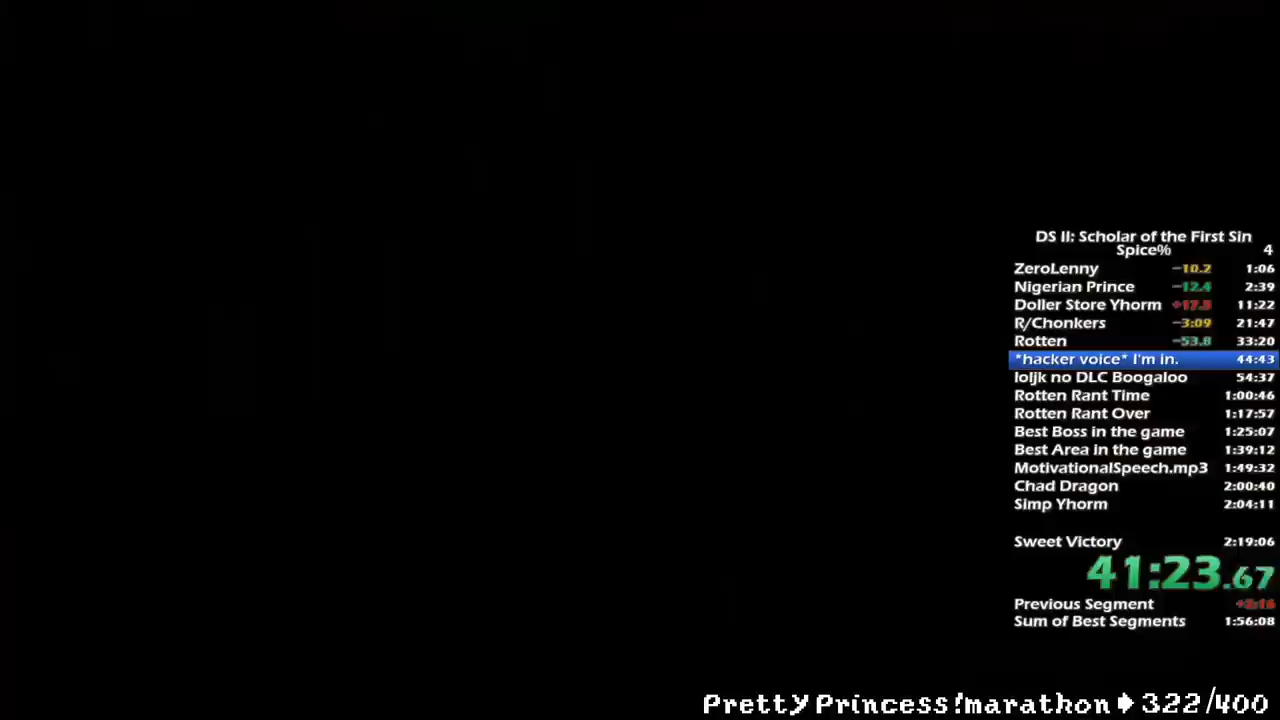 DS II: Scholar of the First Sin
Spice% 4
ZeroLenny -10.2 1:06
Nigerian Prince -12.4 2:39
Doller Store Yhorm +17.3 11:22
R/Chonkers -3:09 21:47
Rotten -53.8 33:20
*hacker voice* I'm in. 44:43
loljk no DLC Boogaloo 54:37
Rotten Rant Time 1:00:46
Rotten Rant Over 1:17:57
Best Boss in the game 1:25:07
Best Area in the game 1:39:12
MotivationalSpeech.mp3 1:49:32
Chad Dragon 2:00:40
Simp Yhorm 2:04:11
Sweet Victory 2:19:06
41:23.67
Previous Segment +2:16
Sum of Best Segments 1:56:08
Pretty Princess !marathon → 322/400